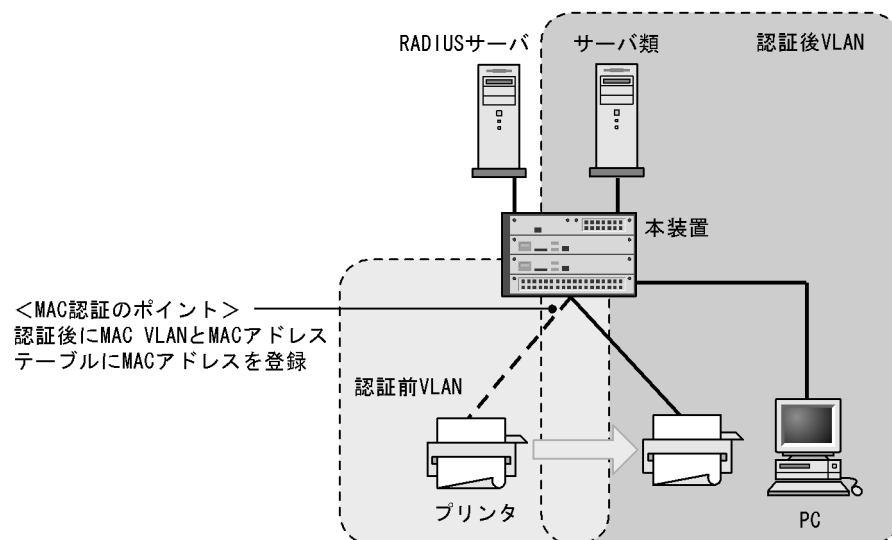 RADIUSサーバ
サーバ類
認証後VLAN
本装置
<MAC認証のポイント>
認証後にMAC VLANとMACアドレス
テーブルにMACアドレスを登録
認証前VLAN
プリンタ
PC